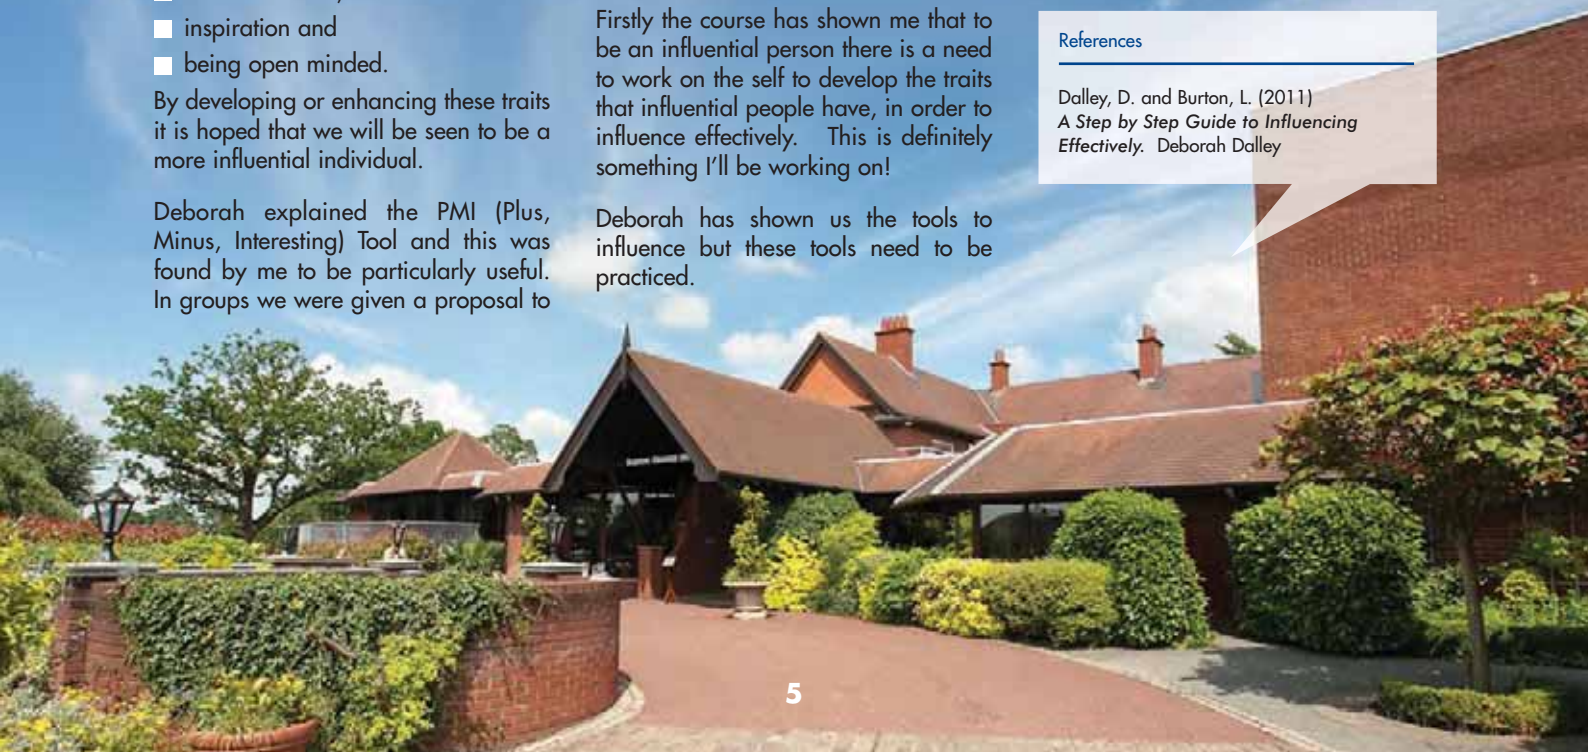 inspiration and
being open minded.
By developing or enhancing these traits
it is hoped that we will be seen to be a
more influential individual.
Deborah explained the PMI (Plus,
Minus, Interesting) Tool and this was
found by me to be particularly useful.
In groups we were given a proposal to
Firstly the course has shown me that to
be an influential person there is a need
to work on the self to develop the traits
that influential people have, in order to
influence effectively. This is definitely
something I'll be working on!
Deborah has shown us the tools to
influence but these tools need to be
practiced.
References
Dalley, D. and Burton, L. (2011)
A Step by Step Guide to Influencing
Effectively. Deborah Dalley
5